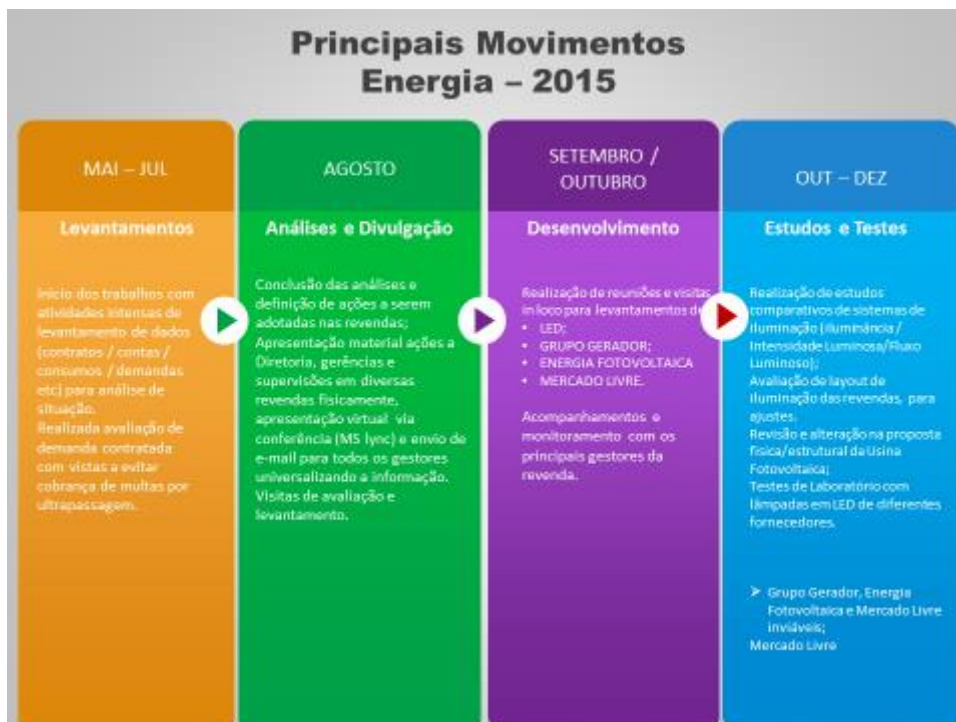 Principais Movimentos
Energia – 2015
MAI – JUL
Levantamentos
Início dos trabalhos com
atividades intensas de
levantamento de dados
(contratos / contas /
consumos / demandas
etc) para análise de
situação.
Realizada avaliação de
demanda contratada
com vistas a evitar
cobrança de multas por
ultrapassagem.
AGOSTO
Análises e Divulgação
Conclusão das análises e
definição de ações a serem
adotadas nas revendas;
Apresentação material ações a
Diretoria, gerências e
supervisões em diversas
revendas fisicamente,
apresentação virtual via
conferência (MS lync) e envio de
e-mail para todos os gestores
universalizando a informação.
Visitas de avaliação e
levantamento.
SETEMBRO /
OUTUBRO
Desenvolvimento
Realização de reuniões e visitas
in loco para levantamentos de
• LED;
• GRUPO GERADOR;
• ENERGIA FOTOVOLTAICA
• MERCADO LIVRE.
Acompanhamentos e
monitoramento com os
principais gestores da
revenda.
OUT – DEZ
Estudos e Testes
Realização de estudos
comparativos de sistemas de
iluminação (iluminância /
Intensidade Luminosa/Fluxo
Luminoso);
Avaliação de layout de
iluminação das revendas, para
ajustes.
Revisão e alteração na proposta
física/estrutural da Usina
Fotovoltaica;
Testes de Laboratório com
lâmpadas em LED de diferentes
fornecedores.
➢ Grupo Gerador, Energia
Fotovoltaica e Mercado Livre
inviáveis;
Mercado Livre